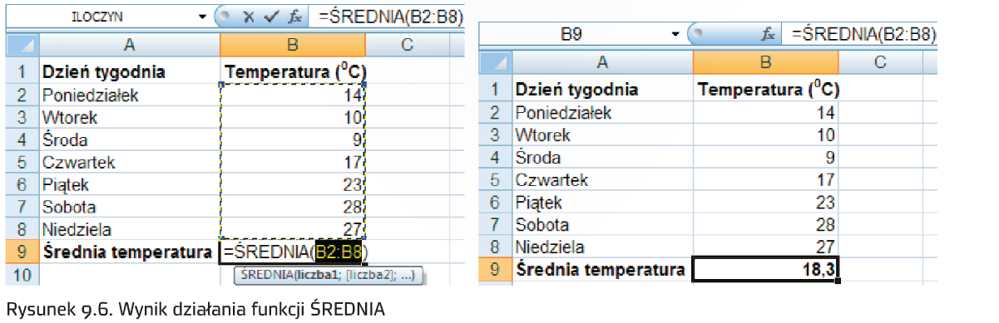 ILOCZYN fx =ŚREDNIA(B2:B8)
A B C
1 Dzień tygodnia Temperatura (⁰C)
2 Poniedziałek 14
3 Wtorek 10
4 Środa 9
5 Czwartek 17
6 Piątek 23
7 Sobota 28
8 Niedziela 27
9 Średnia temperatura =ŚREDNIA(B2:B8)
10 ŚREDNIA(liczba1; [liczba2]; ...)
B9 fx =ŚREDNIA(B2:B8)
A B C
1 Dzień tygodnia Temperatura (⁰C)
2 Poniedziałek 14
3 Wtorek 10
4 Środa 9
5 Czwartek 17
6 Piątek 23
7 Sobota 28
8 Niedziela 27
9 Średnia temperatura 18,3
Rysunek 9.6. Wynik działania funkcji ŚREDNIA